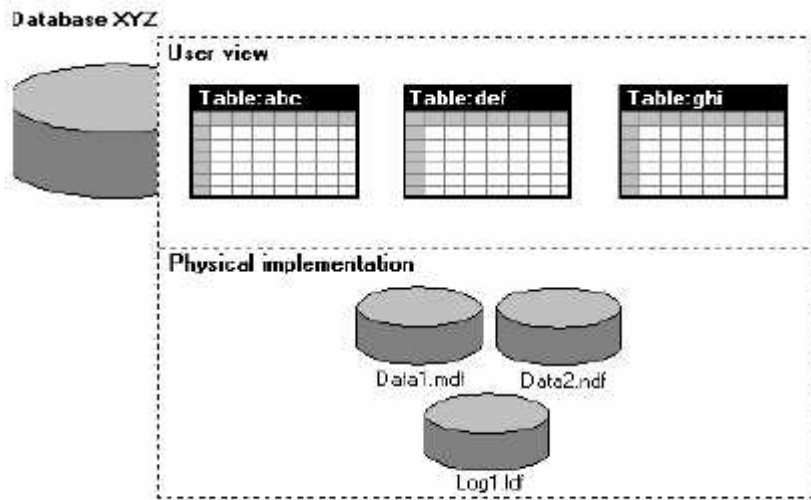 Database XYZ
User view
Table:abc
Table:def
Table:ghi
Physical implementation
Data1.mdf
Data2.ndf
Log1.ldf